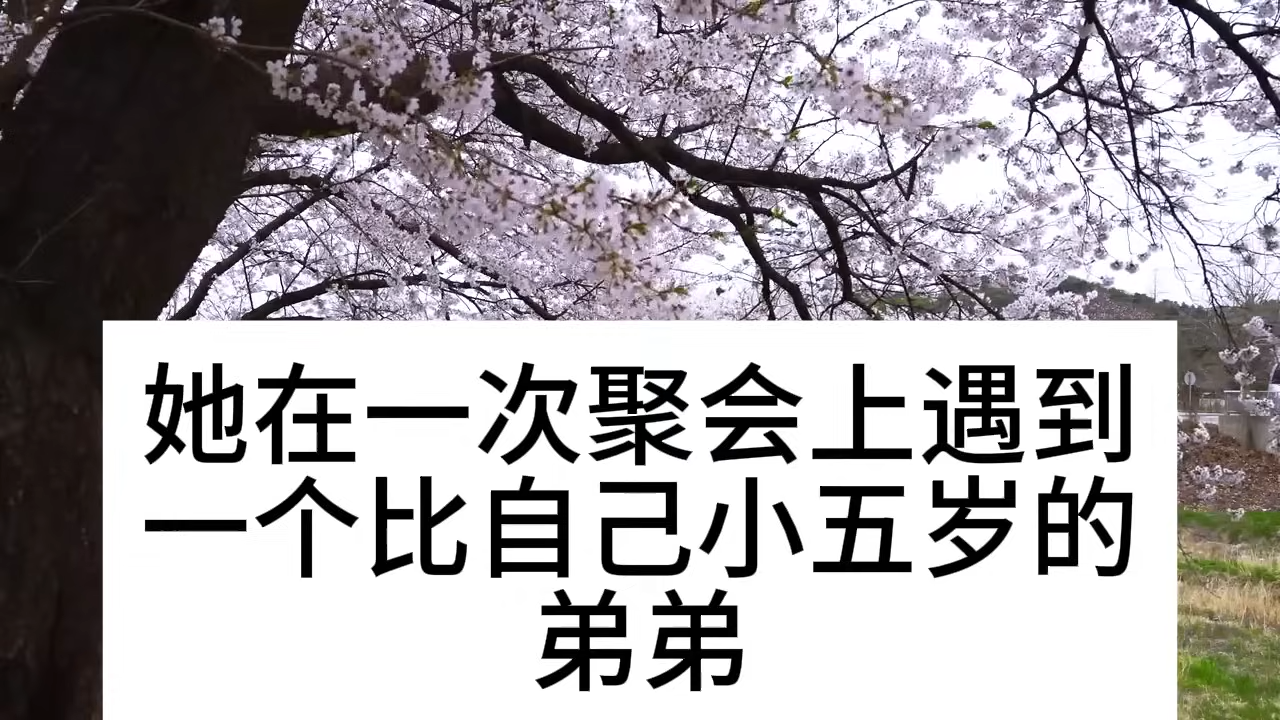 她在一次聚会上遇到
一个比自己小五岁的
弟弟